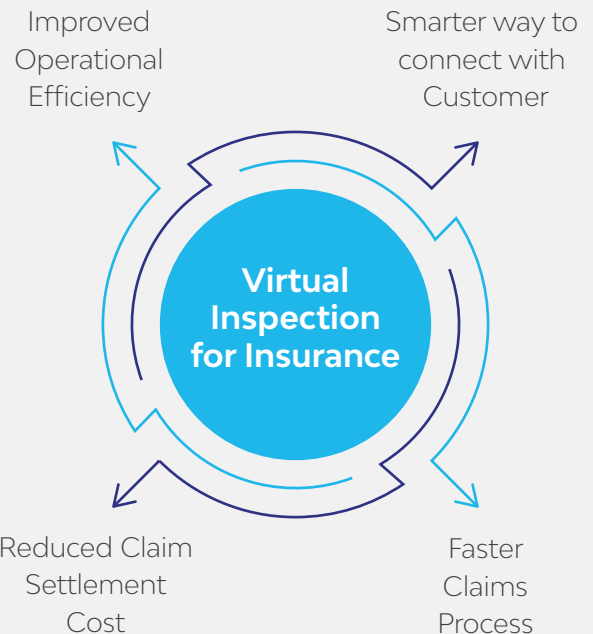 Improved
Operational
Efficiency
Smarter way to
connect with
Customer
Virtual
Inspection
for Insurance
Reduced Claim
Settlement
Cost
Faster
Claims
Process